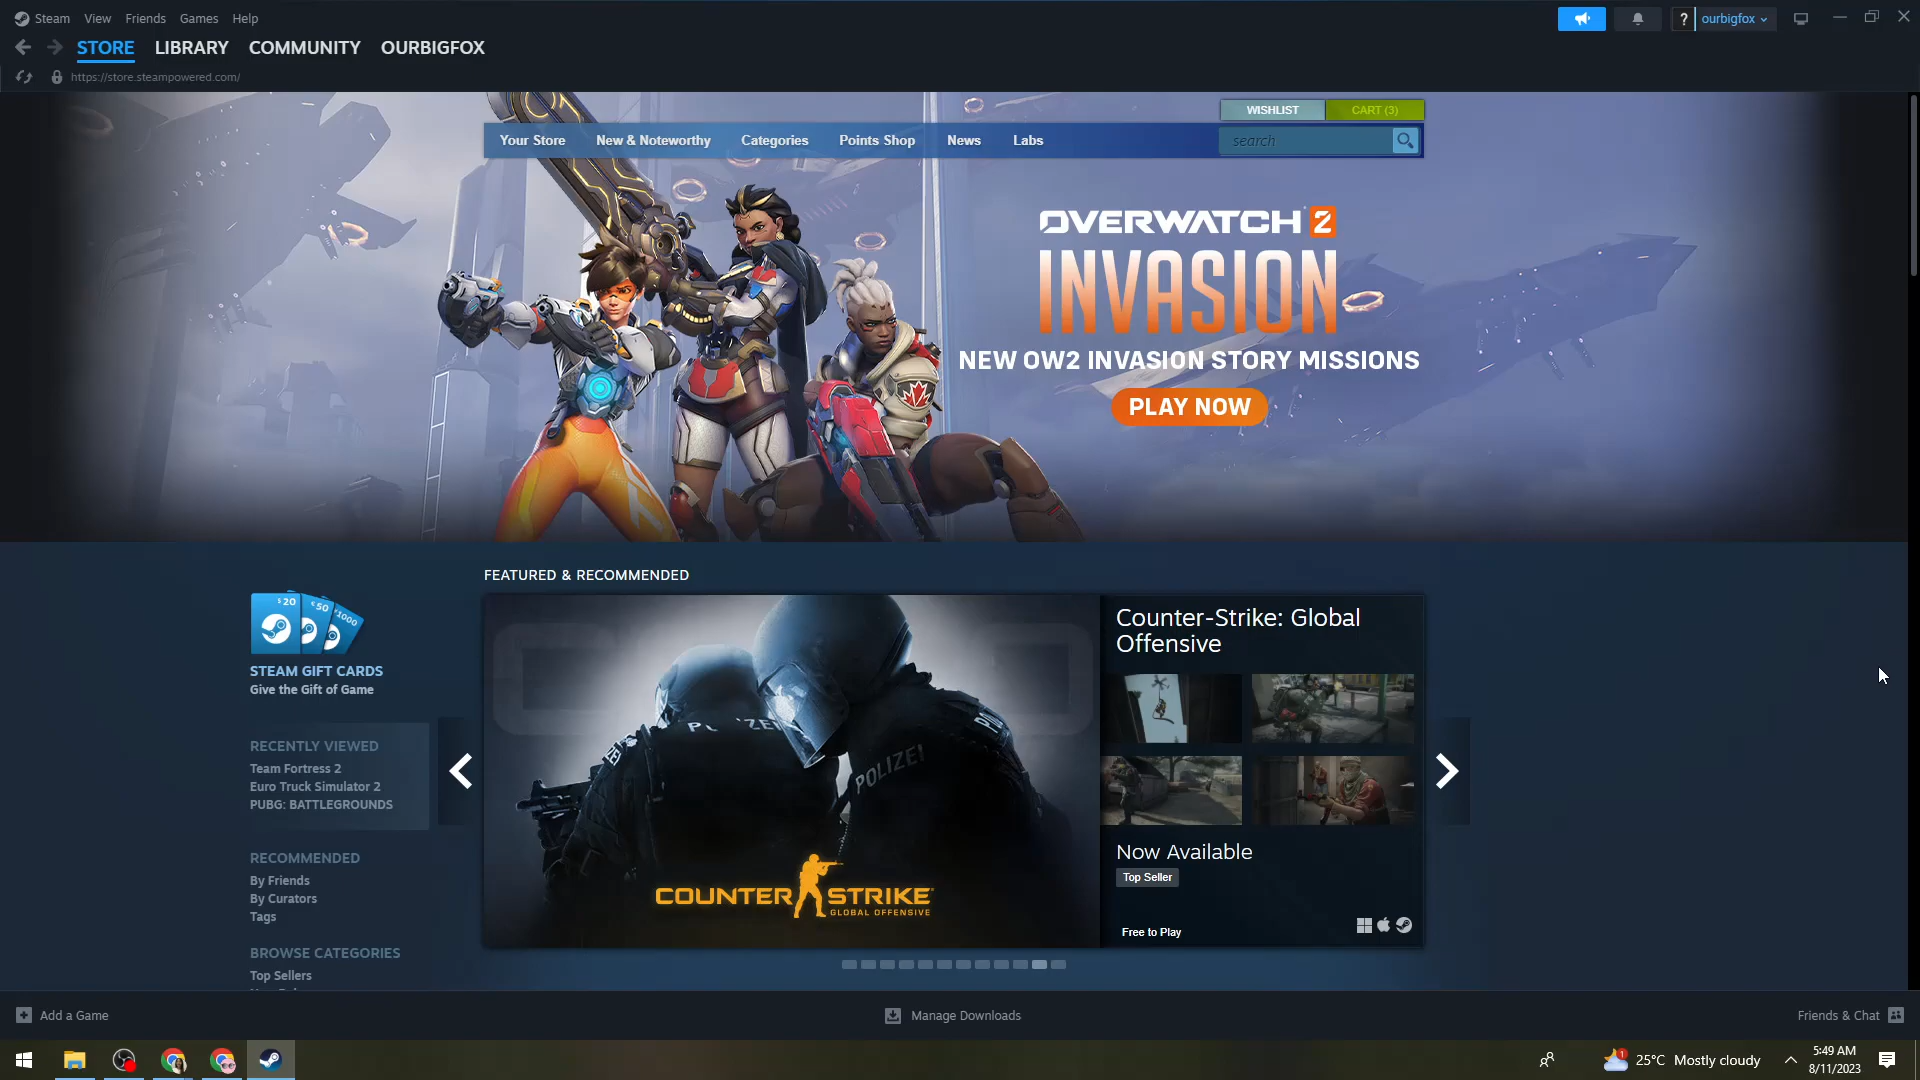 Steam View Friends Games Help
? ourbigfox
STORE LIBRARY COMMUNITY OURBIGFOX
https://store.steampowered.com/
WISHLIST CART (3)
Your Store New & Noteworthy Categories Points Shop News Labs search
OVERWATCH 2
INVASION
NEW OW2 INVASION STORY MISSIONS
PLAY NOW
FEATURED & RECOMMENDED
$20 €50 1000
STEAM GIFT CARDS
Give the Gift of Game
RECENTLY VIEWED
Team Fortress 2
Euro Truck Simulator 2
PUBG: BATTLEGROUNDS
RECOMMENDED
By Friends
By Curators
Tags
BROWSE CATEGORIES
Top Sellers
POLIZEI
COUNTER STRIKE
GLOBAL OFFENSIVE
Counter-Strike: Global
Offensive
Now Available
Top Seller
Free to Play
Add a Game
Manage Downloads
Friends & Chat
1
25°C Mostly cloudy
5:49 AM
8/11/2023